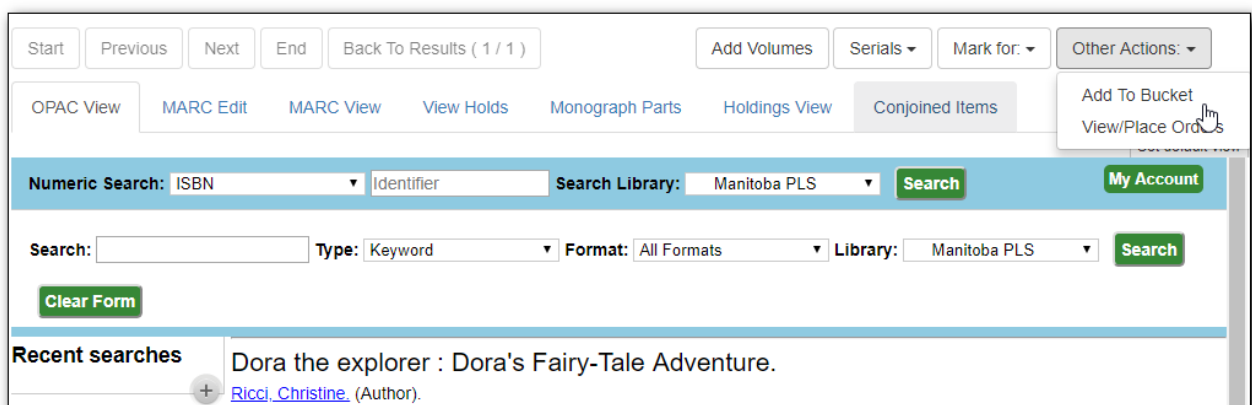 Start Previous Next End Back To Results ( 1 / 1 ) Add Volumes Serials Mark for: Other Actions:
OPAC View MARC Edit MARC View View Holds Monograph Parts Holdings View Conjoined Items
Add To Bucket
View/Place Orders
Set default view
Numeric Search: ISBN Identifier Search Library: Manitoba PLS Search My Account
Search: Type: Keyword Format: All Formats Library: Manitoba PLS Search
Clear Form
Recent searches
+
Dora the explorer : Dora's Fairy-Tale Adventure.
Ricci, Christine. (Author).